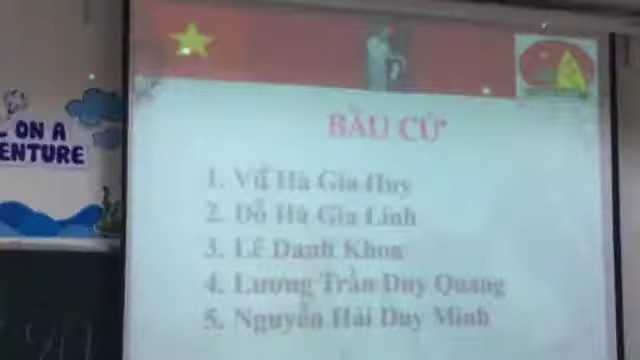 ON A
ENTURE
BẦU CỬ
1. Vũ Hà Gia Huy
2. Đỗ Hà Gia Linh
3. Lê Danh Khoa
4. Lương Trần Duy Quang
5. Nguyễn Hải Duy Minh